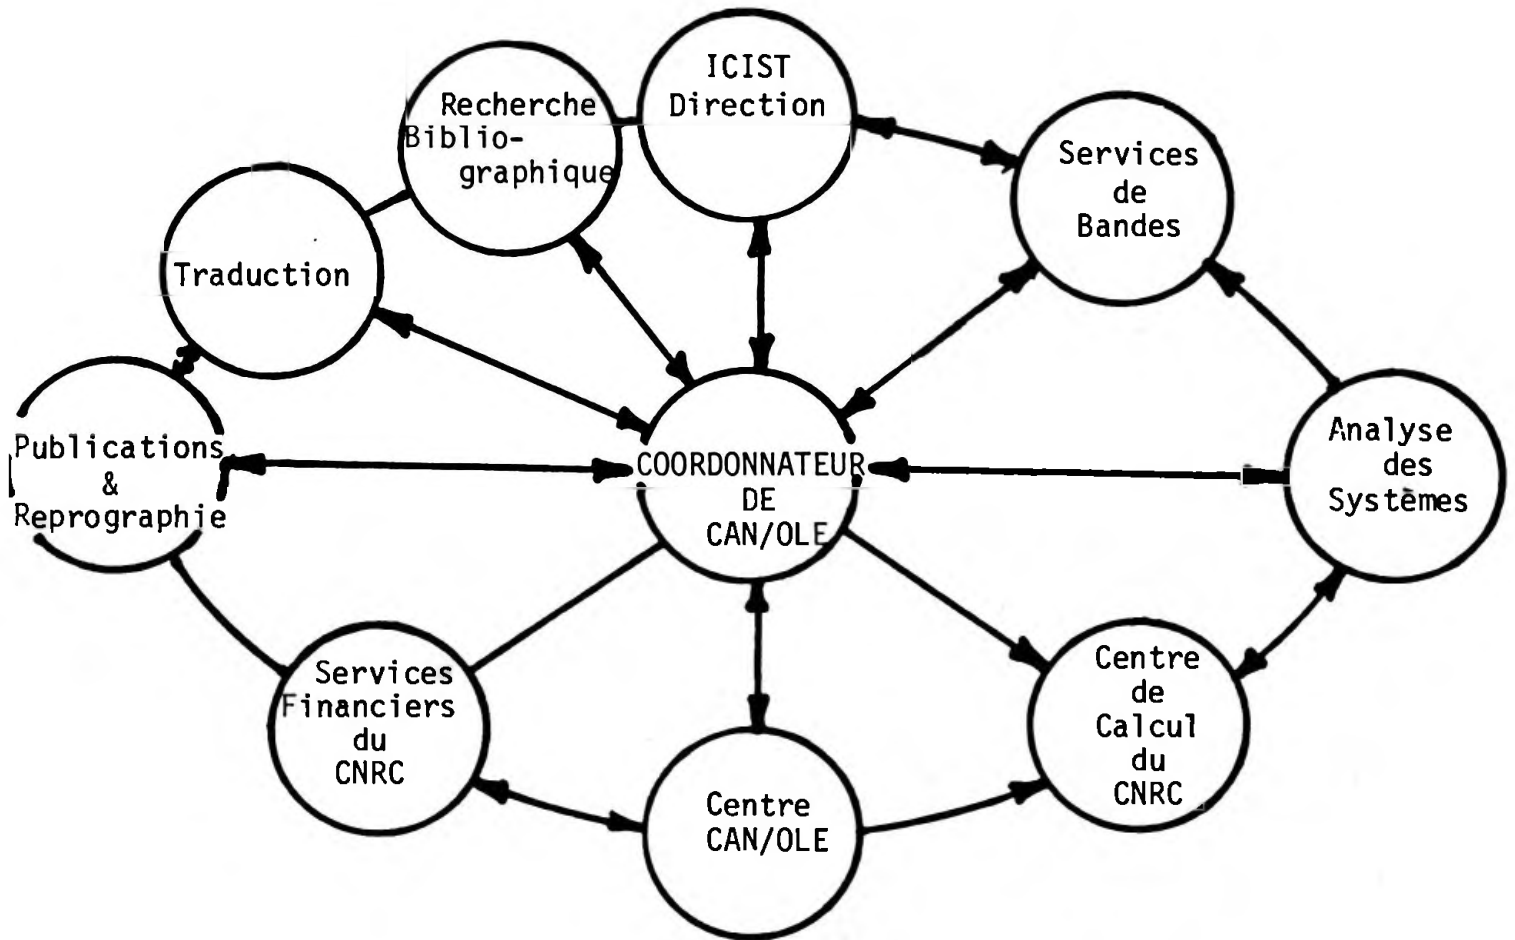 ICIST
Direction
Recherche
Biblio-
graphique
Services
de
Bandes
Traduction
Publications
&
Reprographie
COORDONNATEUR
DE
CAN/OLE
Analyse
des
Systèmes
Services
Financiers
du
CNRC
Centre
CAN/OLE
Centre
de
Calcul
du
CNRC